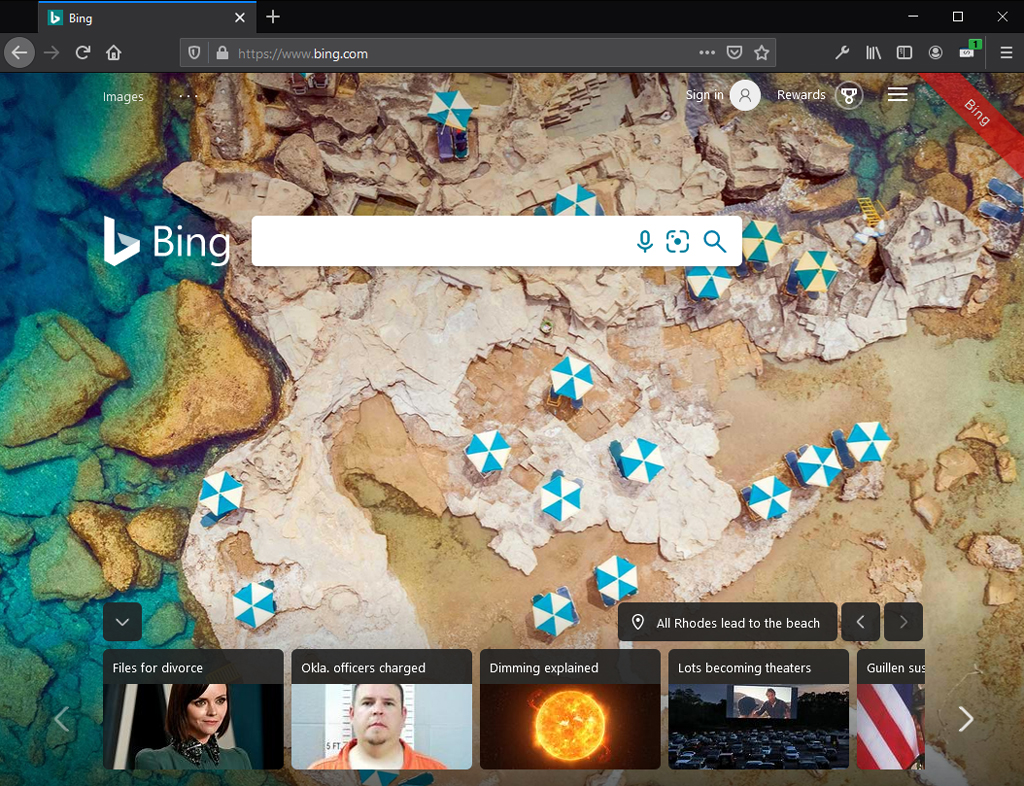 Bing
https://www.bing.com
1
Images
Sign in
Rewards
Bing
Bing
All Rhodes lead to the beach
Files for divorce
Okla. officers charged
Dimming explained
Lots becoming theaters
Guillen sus
5 FT.